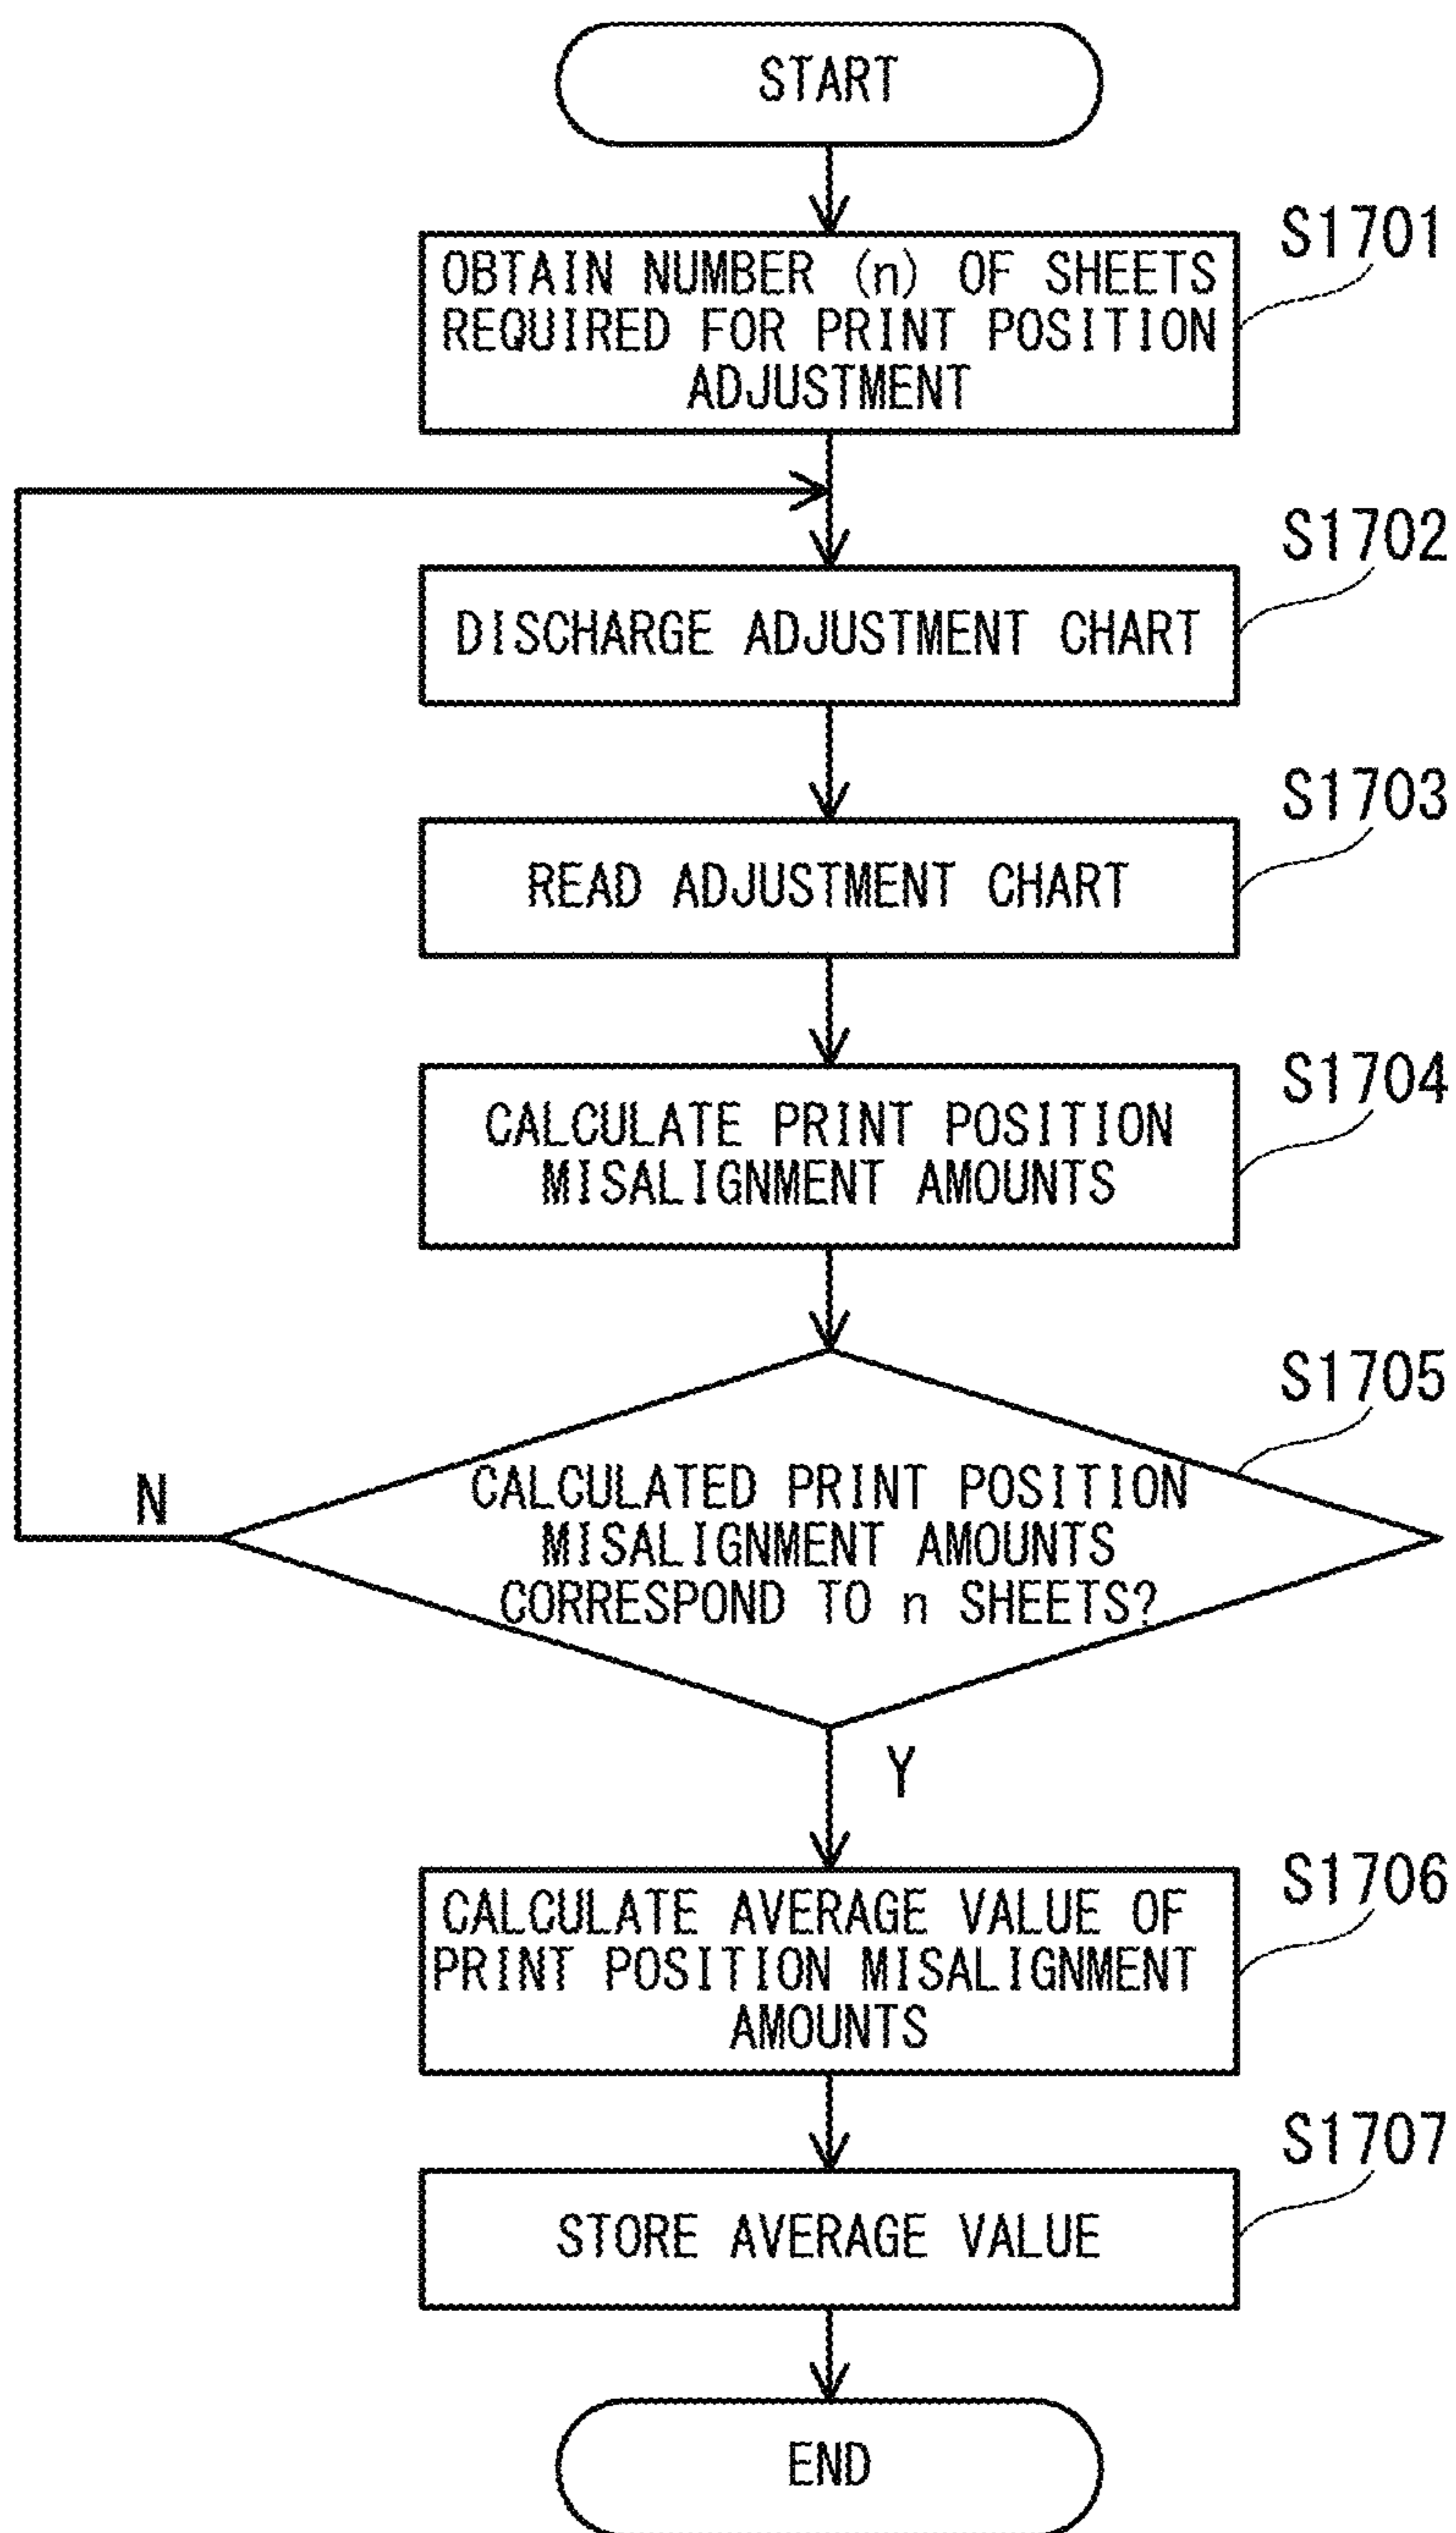 START
S1701
OBTAIN NUMBER (n) OF SHEETS
REQUIRED FOR PRINT POSITION
ADJUSTMENT
S1702
DISCHARGE ADJUSTMENT CHART
S1703
READ ADJUSTMENT CHART
S1704
CALCULATE PRINT POSITION
MISALIGNMENT AMOUNTS
S1705
CALCULATED PRINT POSITION
MISALIGNMENT AMOUNTS
CORRESPOND TO n SHEETS?
N
Y
S1706
CALCULATE AVERAGE VALUE OF
PRINT POSITION MISALIGNMENT
AMOUNTS
S1707
STORE AVERAGE VALUE
END